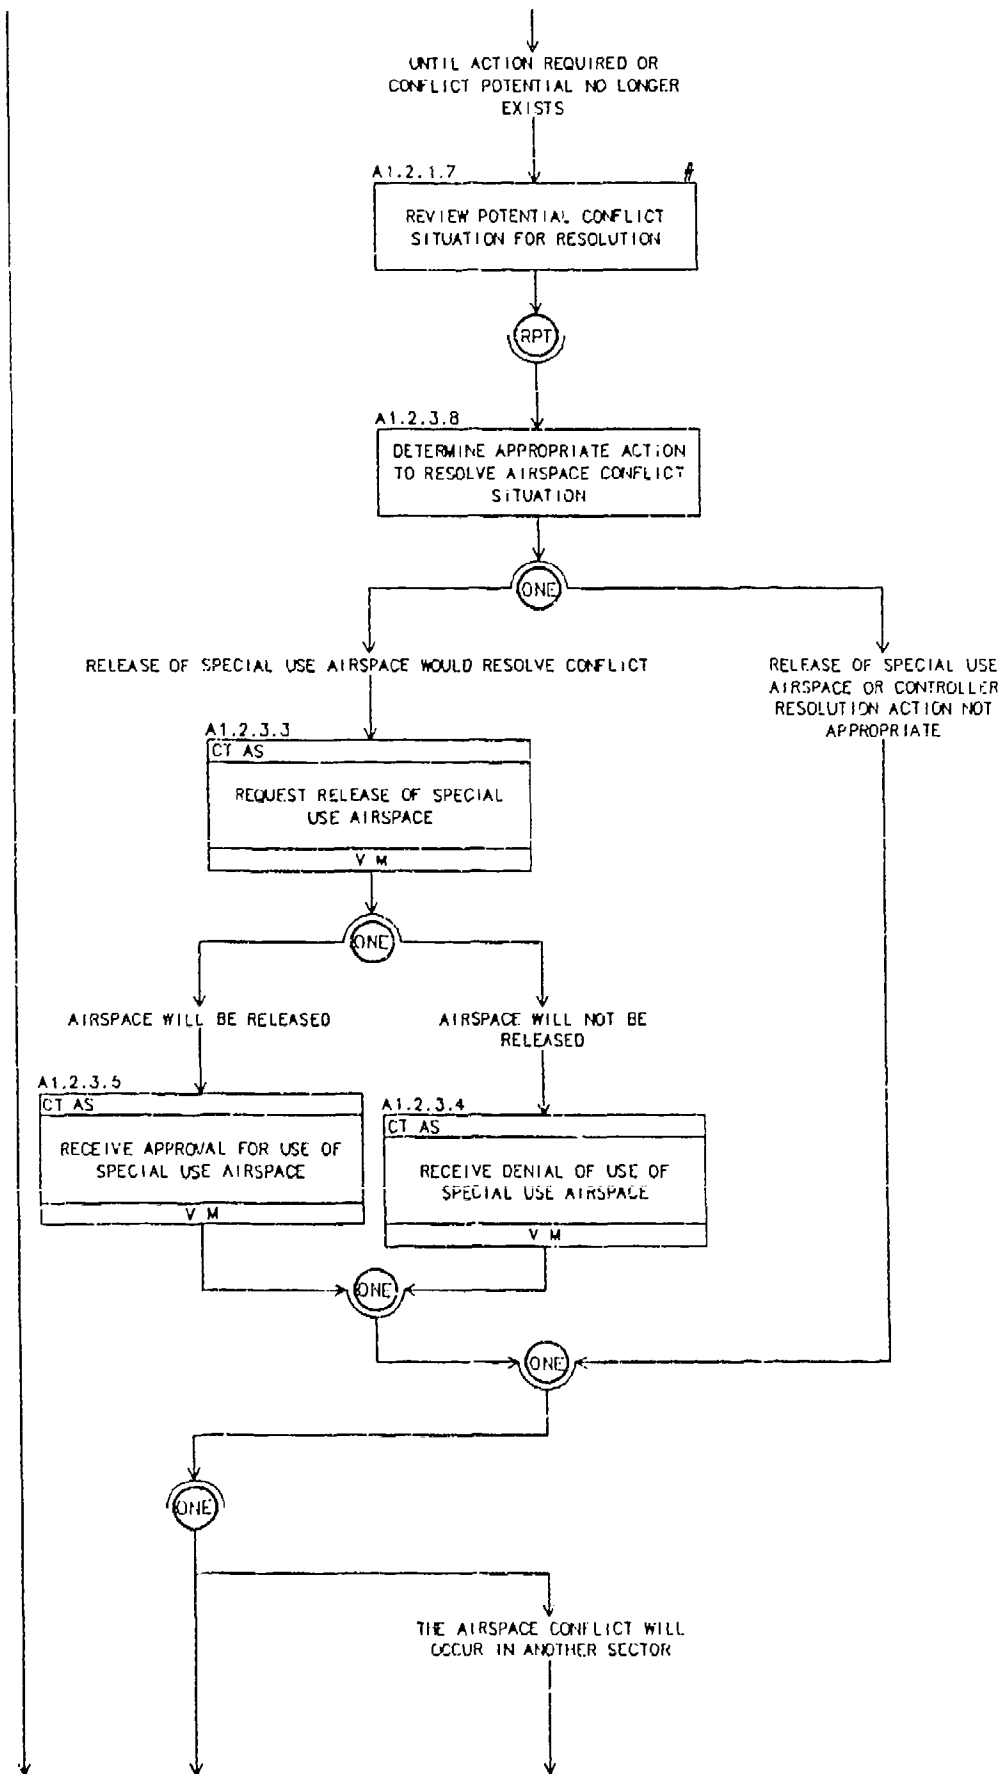 UNTIL ACTION REQUIRED OR
CONFLICT POTENTIAL NO LONGER
EXISTS
A1.2.1.7
REVIEW POTENTIAL CONFLICT
SITUATION FOR RESOLUTION
RPT
A1.2.3.8
DETERMINE APPROPRIATE ACTION
TO RESOLVE AIRSPACE CONFLICT
SITUATION
ONE
RELEASE OF SPECIAL USE AIRSPACE WOULD RESOLVE CONFLICT
RELEASE OF SPECIAL USE
AIRSPACE OR CONTROLLER
RESOLUTION ACTION NOT
APPROPRIATE
A1.2.3.3
CT AS
REQUEST RELEASE OF SPECIAL
USE AIRSPACE
V M
ONE
AIRSPACE WILL BE RELEASED
AIRSPACE WILL NOT BE
RELEASED
A1.2.3.5
CT AS
RECEIVE APPROVAL FOR USE OF
SPECIAL USE AIRSPACE
V M
A1.2.3.4
CT AS
RECEIVE DENIAL OF USE OF
SPECIAL USE AIRSPACE
V M
ONE
ONE
ONE
THE AIRSPACE CONFLICT WILL
OCCUR IN ANOTHER SECTOR